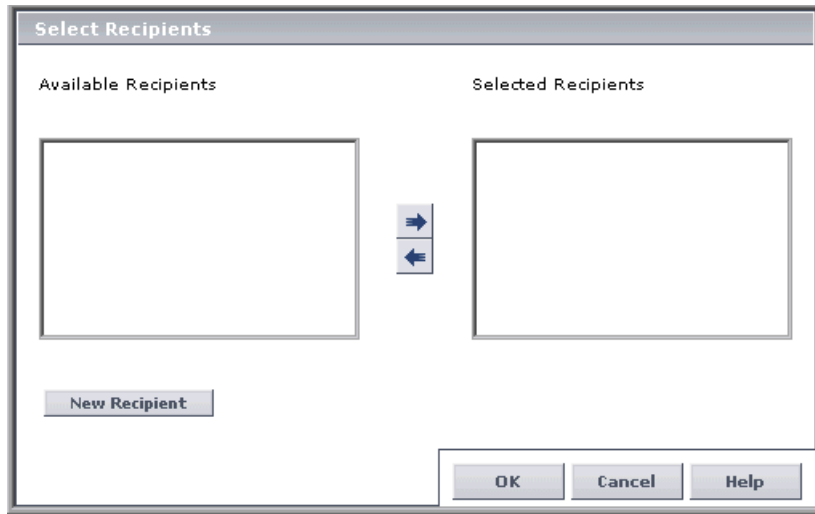 Select Recipients
Available Recipients
Selected Recipients
New Recipient
OK
Cancel
Help